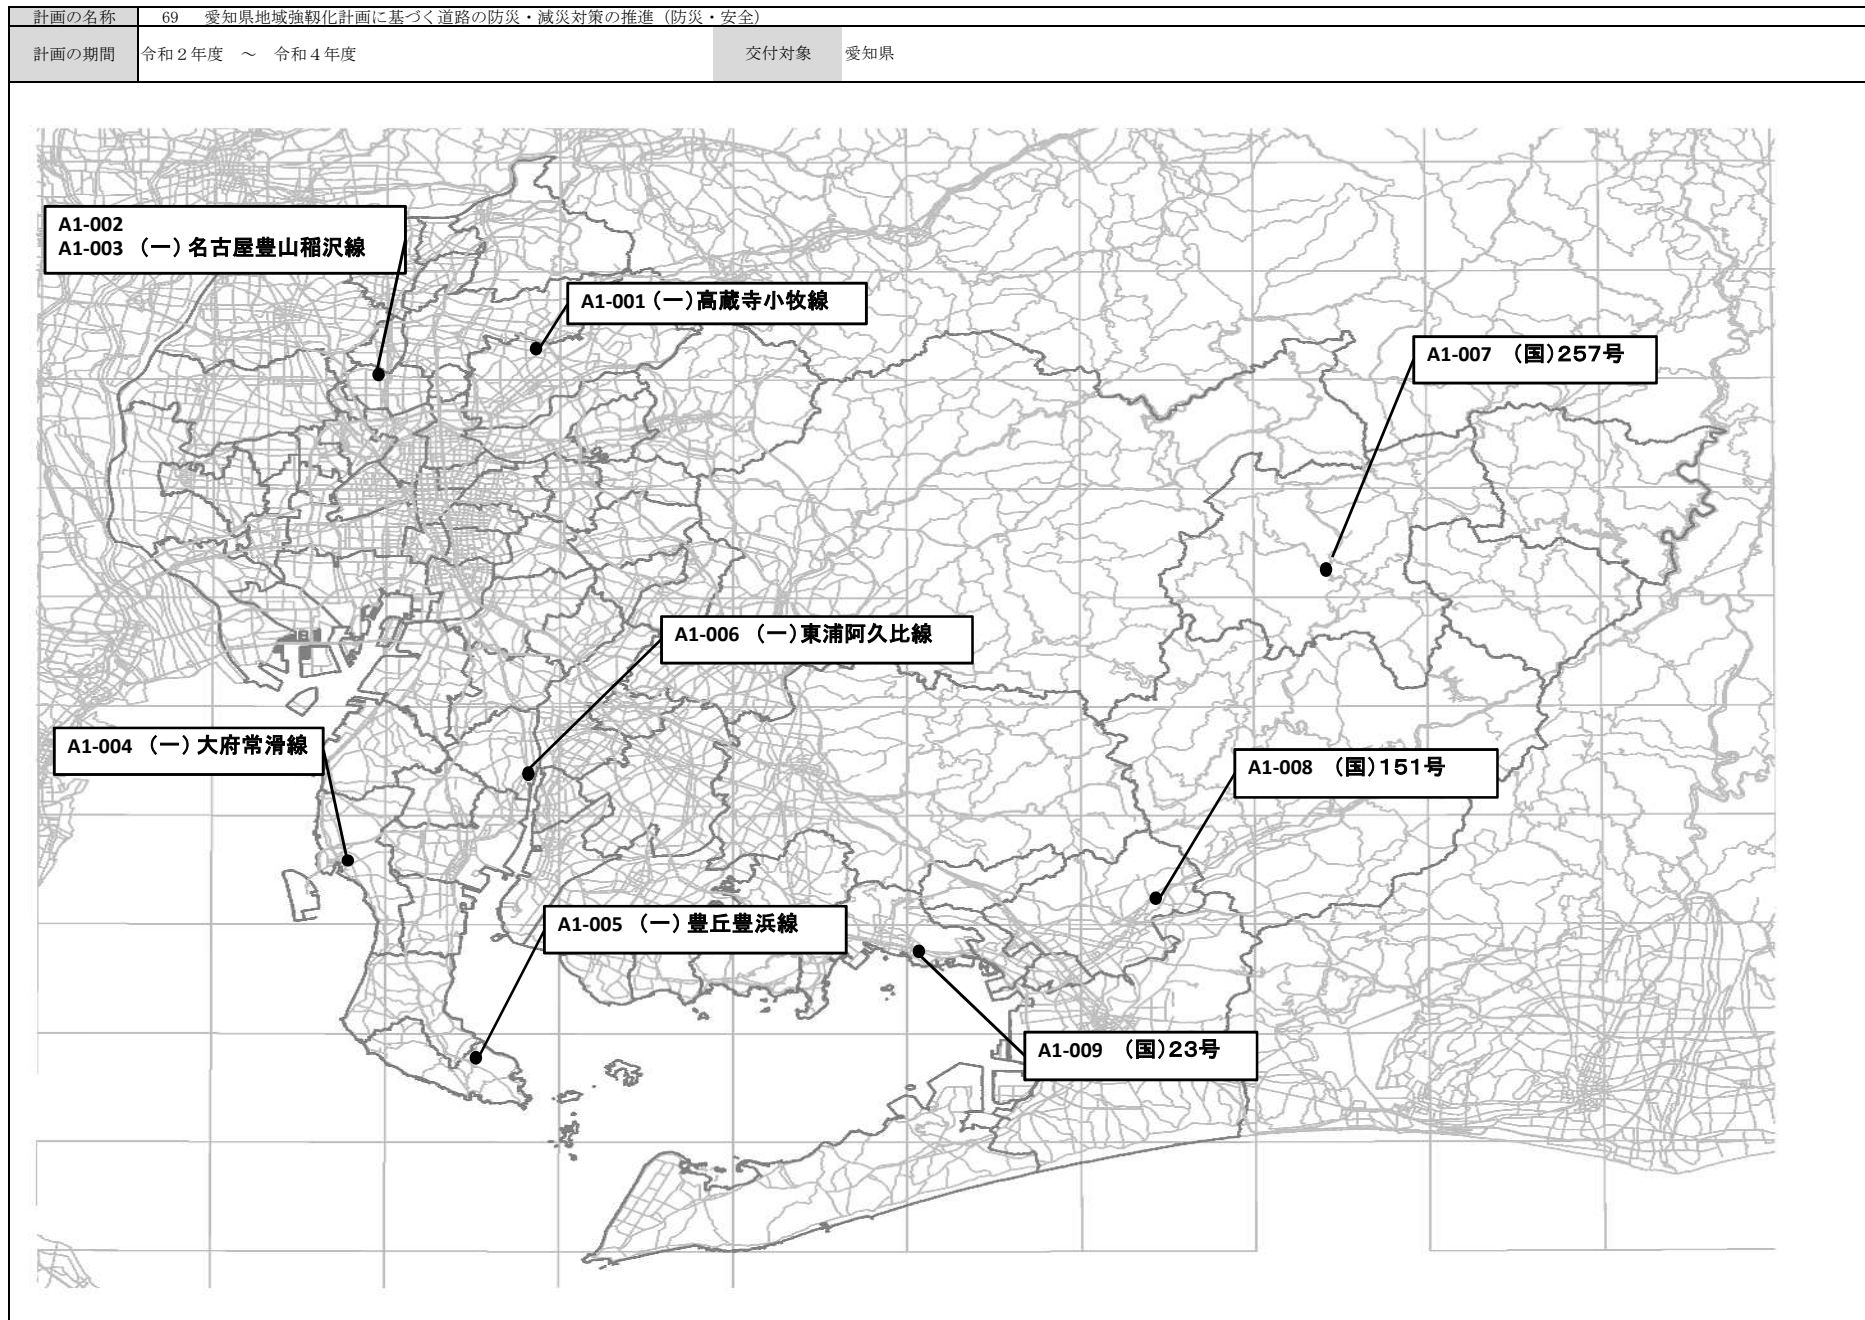 計画の名称 69 愛知県地域強靱化計画に基づく道路の防災・減災対策の推進（防災・安全）
計画の期間 令和２年度 ～ 令和４年度 交付対象 愛知県
A1-002
A1-003 （一）名古屋豊山稲沢線
A1-001（一）高蔵寺小牧線
A1-007 （国）257号
A1-006 （一）東浦阿久比線
A1-004 （一）大府常滑線
A1-008 （国）151号
A1-005 （一）豊丘豊浜線
A1-009 （国）23号